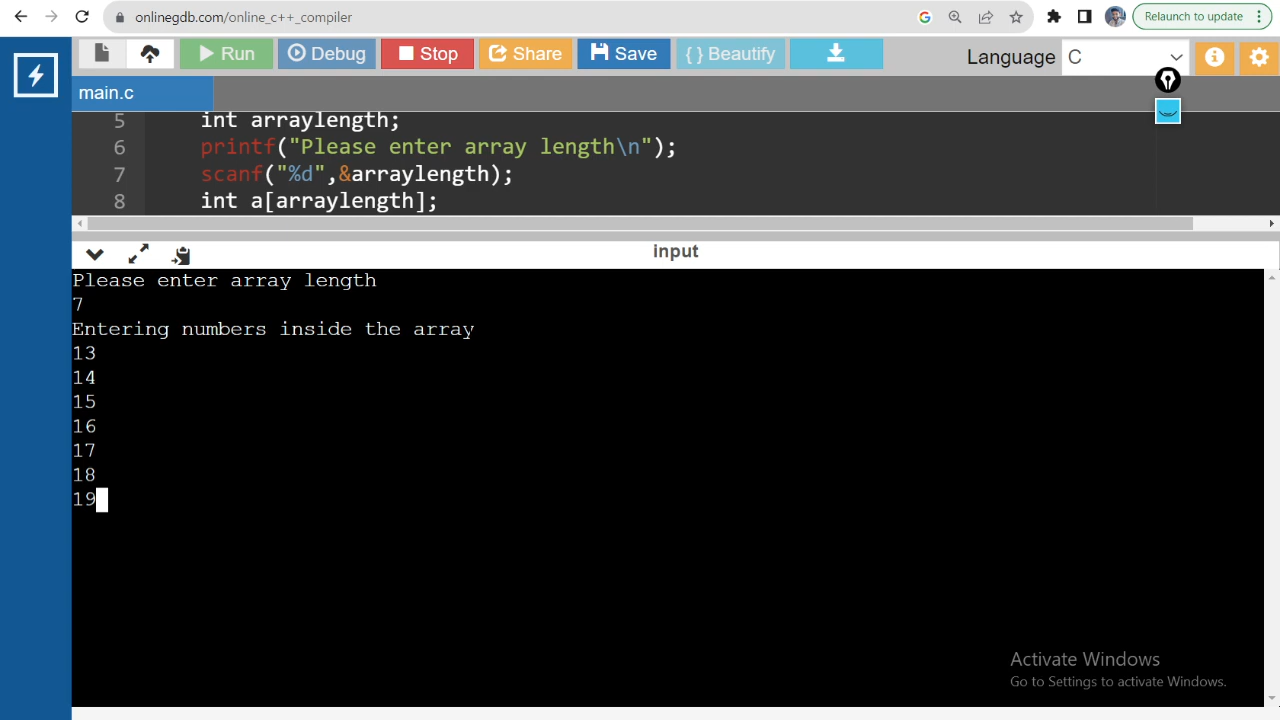 onlinegdb.com/online_c++_compiler
Relaunch to update
Run
Debug
Stop
Share
Save
{ } Beautify
Language C
main.c
5 int arraylength;
6 printf("Please enter array length\n");
7 scanf("%d",&arraylength);
8 int a[arraylength];
input
Please enter array length
7
Entering numbers inside the array
13
14
15
16
17
18
19
Activate Windows
Go to Settings to activate Windows.